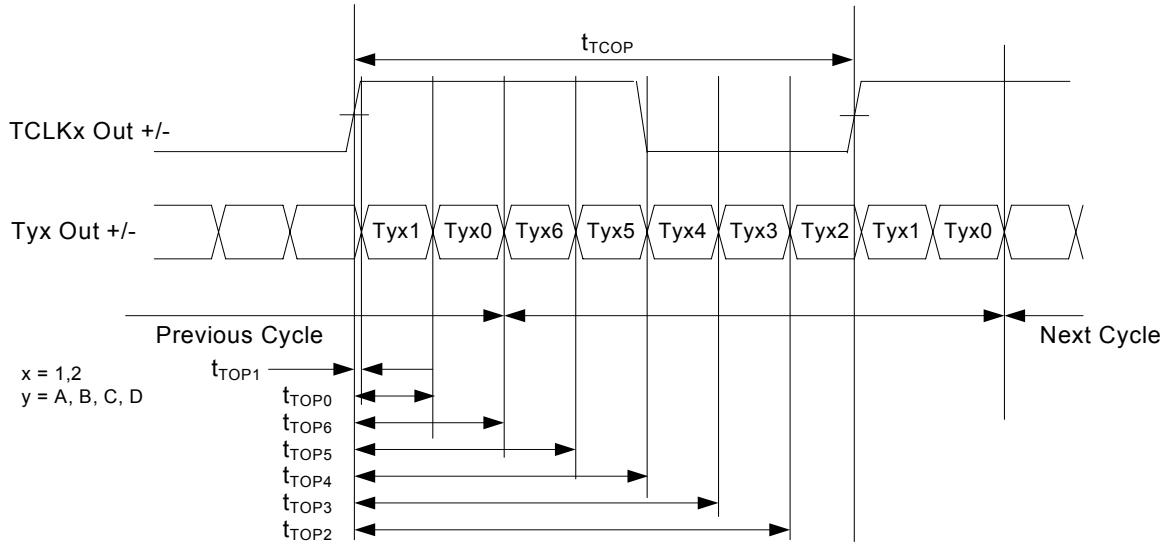 tTCOP
TCLKx Out +/-
Tyx Out +/-
Tyx1 Tyx0 Tyx6 Tyx5 Tyx4 Tyx3 Tyx2 Tyx1 Tyx0
Previous Cycle
Next Cycle
x = 1,2
y = A, B, C, D
tTOP1
tTOP0
tTOP6
tTOP5
tTOP4
tTOP3
tTOP2